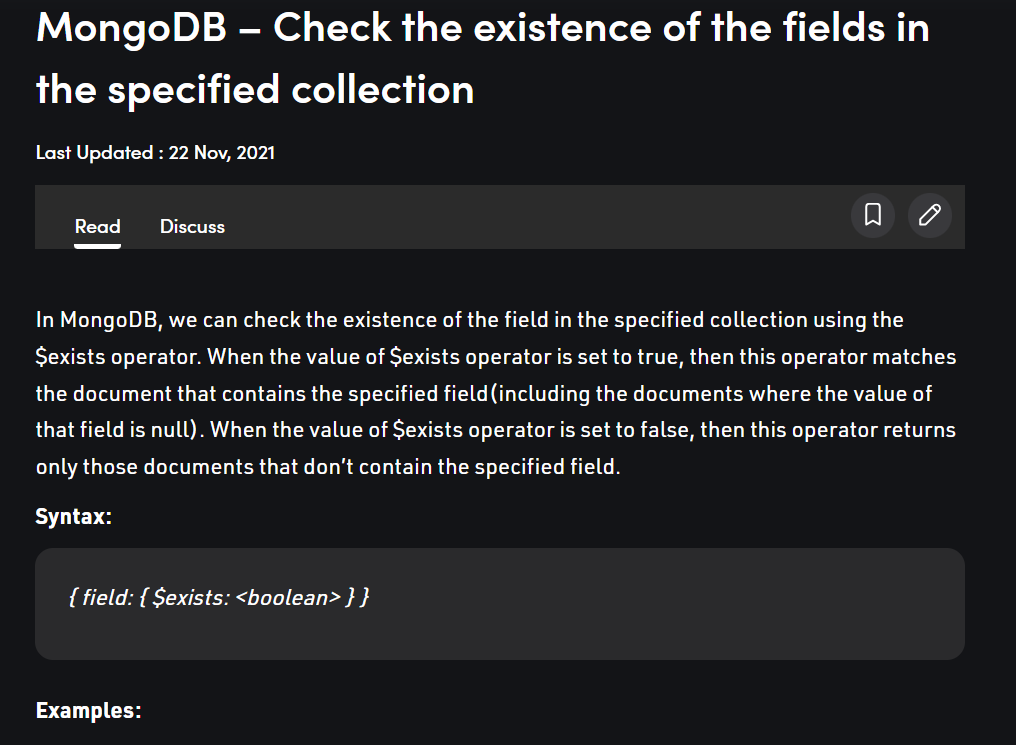 MongoDB – Check the existence of the fields in
the specified collection
Last Updated : 22 Nov, 2021
Read Discuss
In MongoDB, we can check the existence of the field in the specified collection using the
$exists operator. When the value of $exists operator is set to true, then this operator matches
the document that contains the specified field(including the documents where the value of
that field is null). When the value of $exists operator is set to false, then this operator returns
only those documents that don’t contain the specified field.
Syntax:
{ field: { $exists: <boolean> } }
Examples: